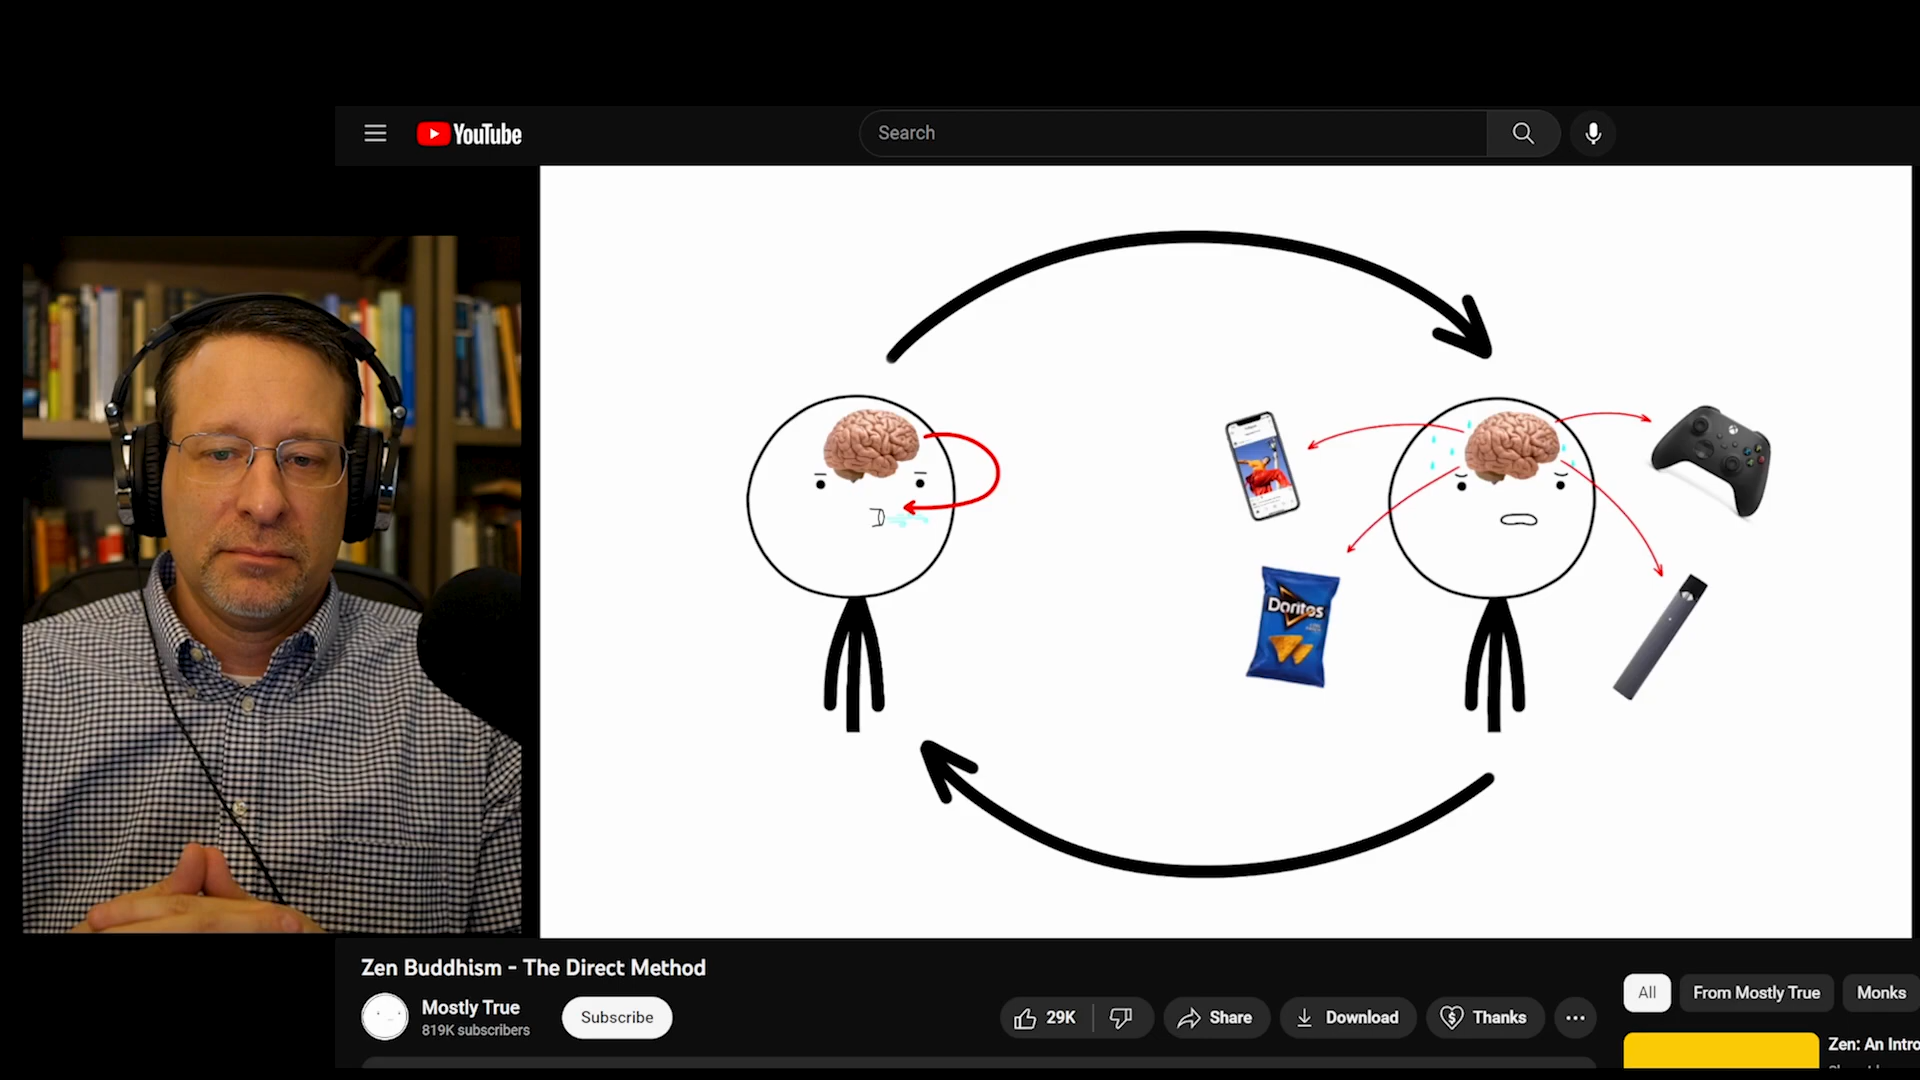 YouTube
Search
Doritos
Zen Buddhism - The Direct Method
Mostly True
819K subscribers
Subscribe
29K
Share
Download
Thanks
All
From Mostly True
Monks
Zen: An Intro